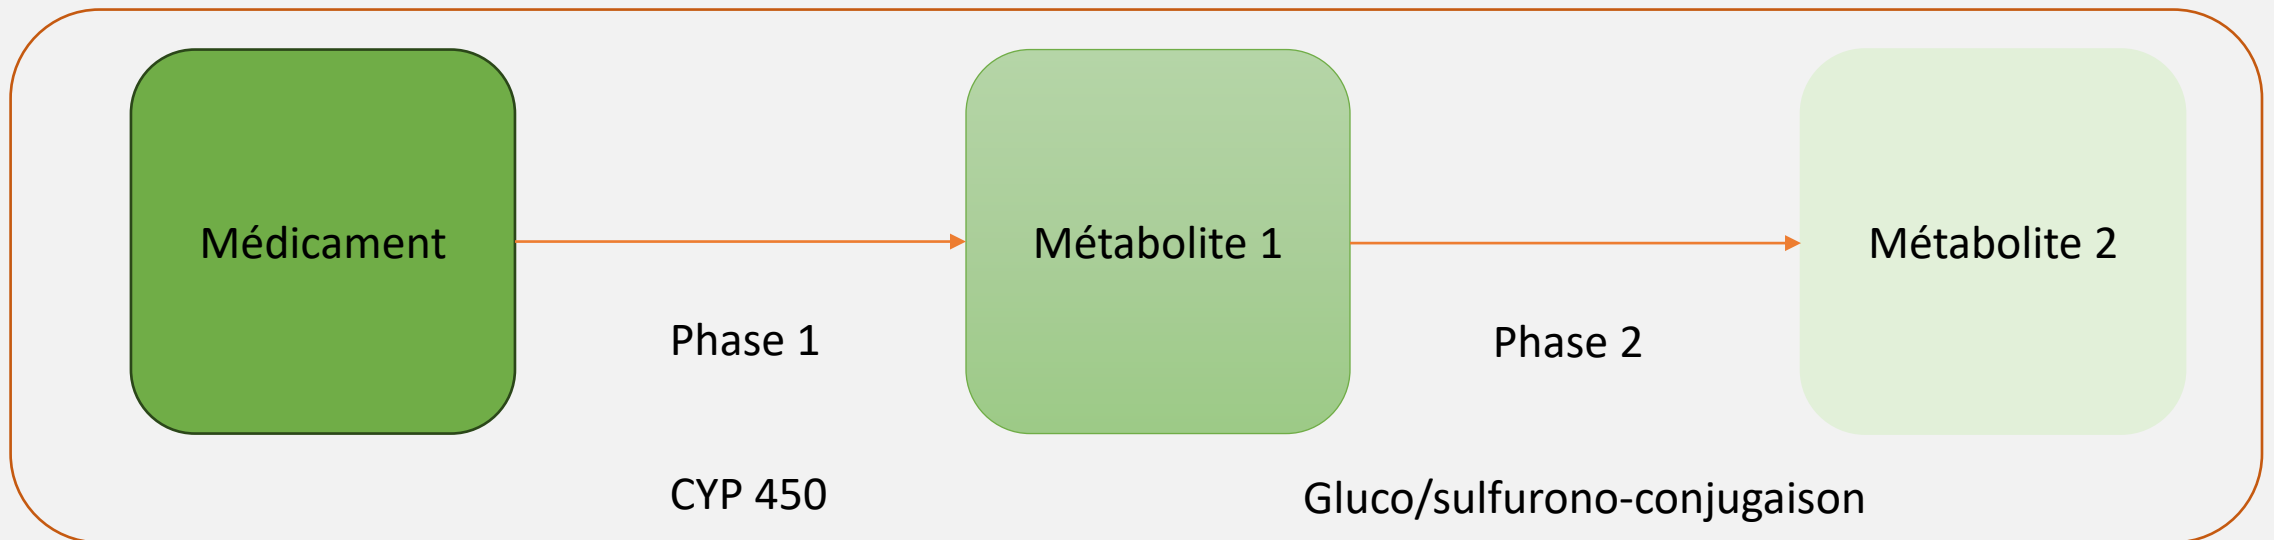 Médicament
Métabolite 1
Métabolite 2
Phase 1
Phase 2
CYP 450
Gluco/sulfurono-conjugaison